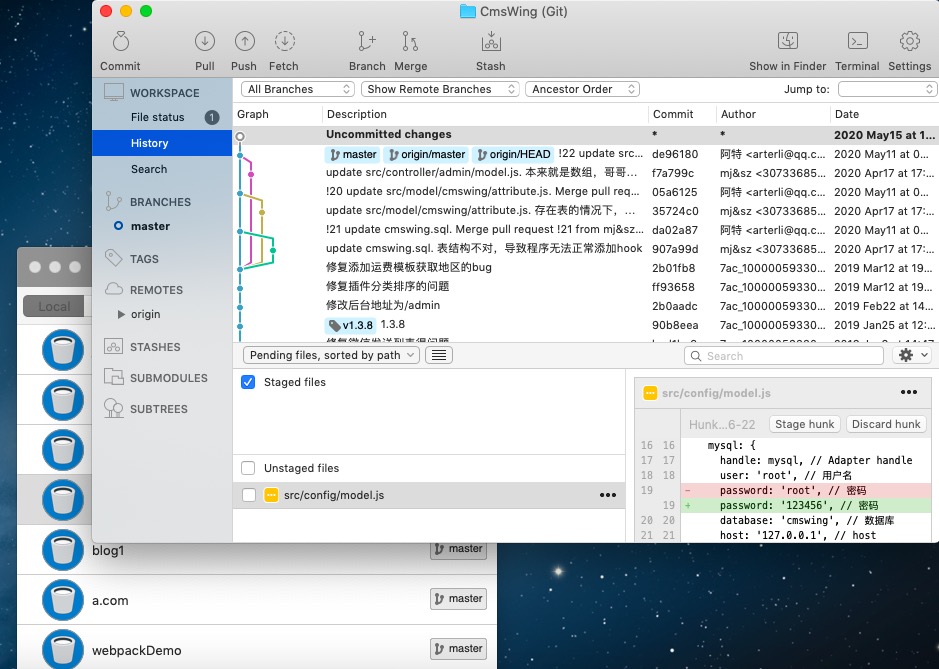 CmsWing (Git)
Commit Pull Push Fetch Branch Merge Stash Show in Finder Terminal Settings
WORKSPACE
File status 1
History
Search
BRANCHES
master
TAGS
REMOTES
origin
STASHES
SUBMODULES
SUBTREES
All Branches Show Remote Branches Ancestor Order Jump to:
Graph Description Commit Author Date
Uncommitted changes * * 2020 May15 at 1...
master origin/master origin/HEAD !22 update src... de96180 阿特 <arterli@qq.c... 2020 May11 at 0...
update src/controller/admin/model.js. 本来就是数组，哥哥... f7a799c mj&sz <30733685... 2020 Apr17 at 17:...
!20 update src/model/cmswing/attribute.js. Merge pull req... 05a6125 阿特 <arterli@qq.c... 2020 May11 at 0...
update src/model/cmswing/attribute.js. 存在表的情况下，... 35724c0 mj&sz <30733685... 2020 Apr17 at 17:...
!21 update cmswing.sql. Merge pull request !21 from mj&sz... da02a87 阿特 <arterli@qq.c... 2020 May11 at 0...
update cmswing.sql. 表结构不对，导致程序无法正常添加hook 907a99d mj&sz <30733685... 2020 Apr17 at 17:...
修复添加运费模板获取地区的bug 2b01fb8 7ac_10000059330... 2019 Mar12 at 19...
修复插件分类排序的问题 ff93658 7ac_10000059330... 2019 Mar12 at 19...
修改后台地址为/admin 2b0aadc 7ac_10000059330... 2019 Feb22 at 14...
v1.3.8 1.3.8 90b8eea 7ac_10000059330... 2019 Jan25 at 12:...
Pending files, sorted by path Search
Staged files
Unstaged files
src/config/model.js
src/config/model.js
Hunk...6-22 Stage hunk Discard hunk
16 16 mysql: {
17 17 handle: mysql, // Adapter handle
18 18 user: 'root', // 用户名
19 - password: 'root', // 密码
19 + password: '123456', // 密码
20 20 database: 'cmswing', // 数据库
21 21 host: '127.0.0.1', // host
Local
blog1 master
a.com master
webpackDemo master